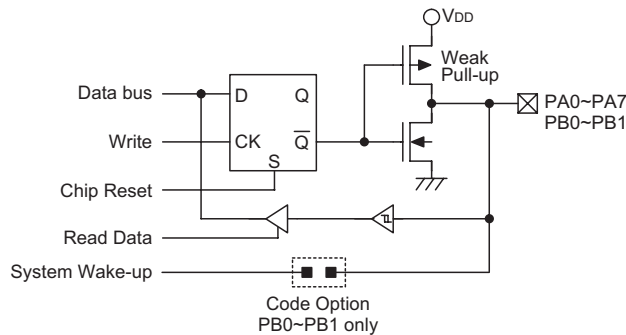 VDD
Weak
Pull-up
Data bus
D
Q
PA0~PA7
PB0~PB1
Write
CK
Q
S
Chip Reset
Read Data
System Wake-up
Code Option
PB0~PB1 only